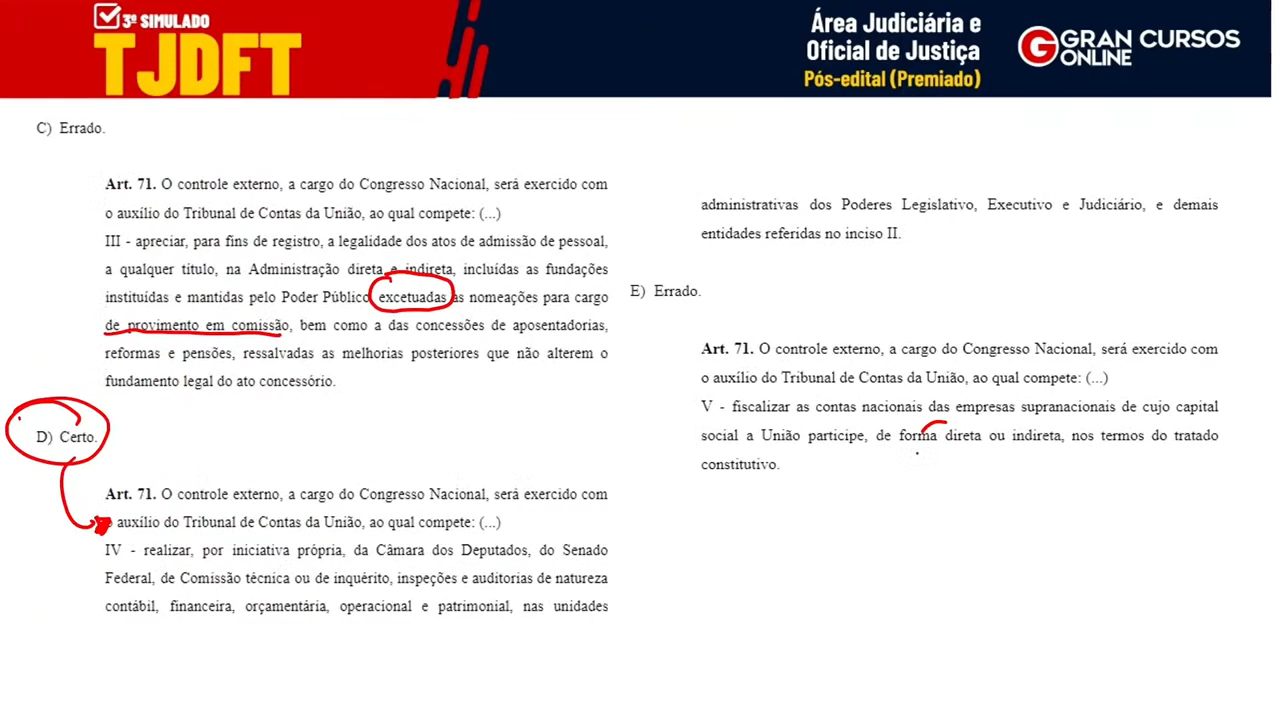 3º SIMULADO
TJDFT
Área Judiciária e
Oficial de Justiça
Pós-edital (Premiado)
G GRAN CURSOS
ONLINE
C) Errado.
Art. 71. O controle externo, a cargo do Congresso Nacional, será exercido com
o auxílio do Tribunal de Contas da União, ao qual compete: (...)
III - apreciar, para fins de registro, a legalidade dos atos de admissão de pessoal,
a qualquer título, na Administração direta e indireta, incluídas as fundações
instituídas e mantidas pelo Poder Público excetuadas as nomeações para cargo
de provimento em comissão, bem como a das concessões de aposentadorias,
reformas e pensões, ressalvadas as melhorias posteriores que não alterem o
fundamento legal do ato concessório.
D) Certo.
Art. 71. O controle externo, a cargo do Congresso Nacional, será exercido com
o auxílio do Tribunal de Contas da União, ao qual compete: (...)
IV - realizar, por iniciativa própria, da Câmara dos Deputados, do Senado
Federal, de Comissão técnica ou de inquérito, inspeções e auditorias de natureza
contábil, financeira, orçamentária, operacional e patrimonial, nas unidades
administrativas dos Poderes Legislativo, Executivo e Judiciário, e demais
entidades referidas no inciso II.
E) Errado.
Art. 71. O controle externo, a cargo do Congresso Nacional, será exercido com
o auxílio do Tribunal de Contas da União, ao qual compete: (...)
V - fiscalizar as contas nacionais das empresas supranacionais de cujo capital
social a União participe, de forma direta ou indireta, nos termos do tratado
constitutivo.